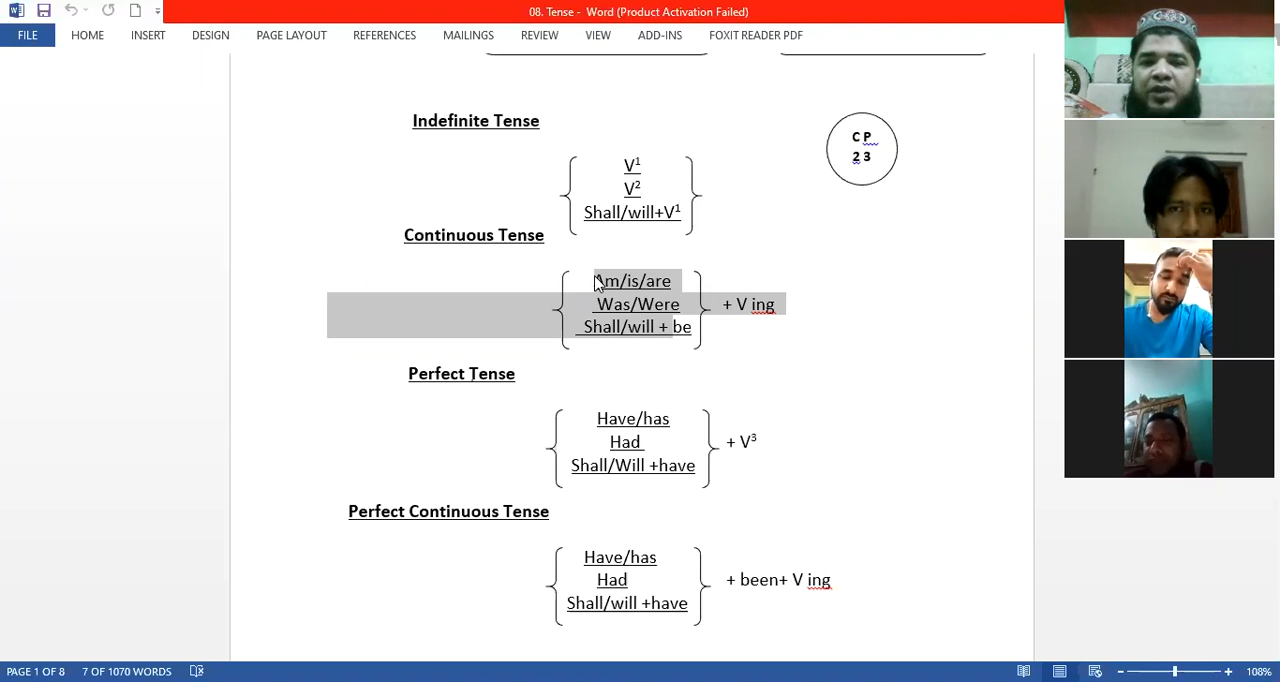 08. Tense - Word (Product Activation Failed)
FILE HOME INSERT DESIGN PAGE LAYOUT REFERENCES MAILINGS REVIEW VIEW ADD-INS FOXIT READER PDF
Indefinite Tense
C P
2 3
V¹
V²
Shall/will+V¹
Continuous Tense
Am/is/are
Was/Were + V ing
Shall/will + be
Perfect Tense
Have/has
Had + V³
Shall/Will +have
Perfect Continuous Tense
Have/has
Had + been+ V ing
Shall/will +have
PAGE 1 OF 8 7 OF 1070 WORDS 108%